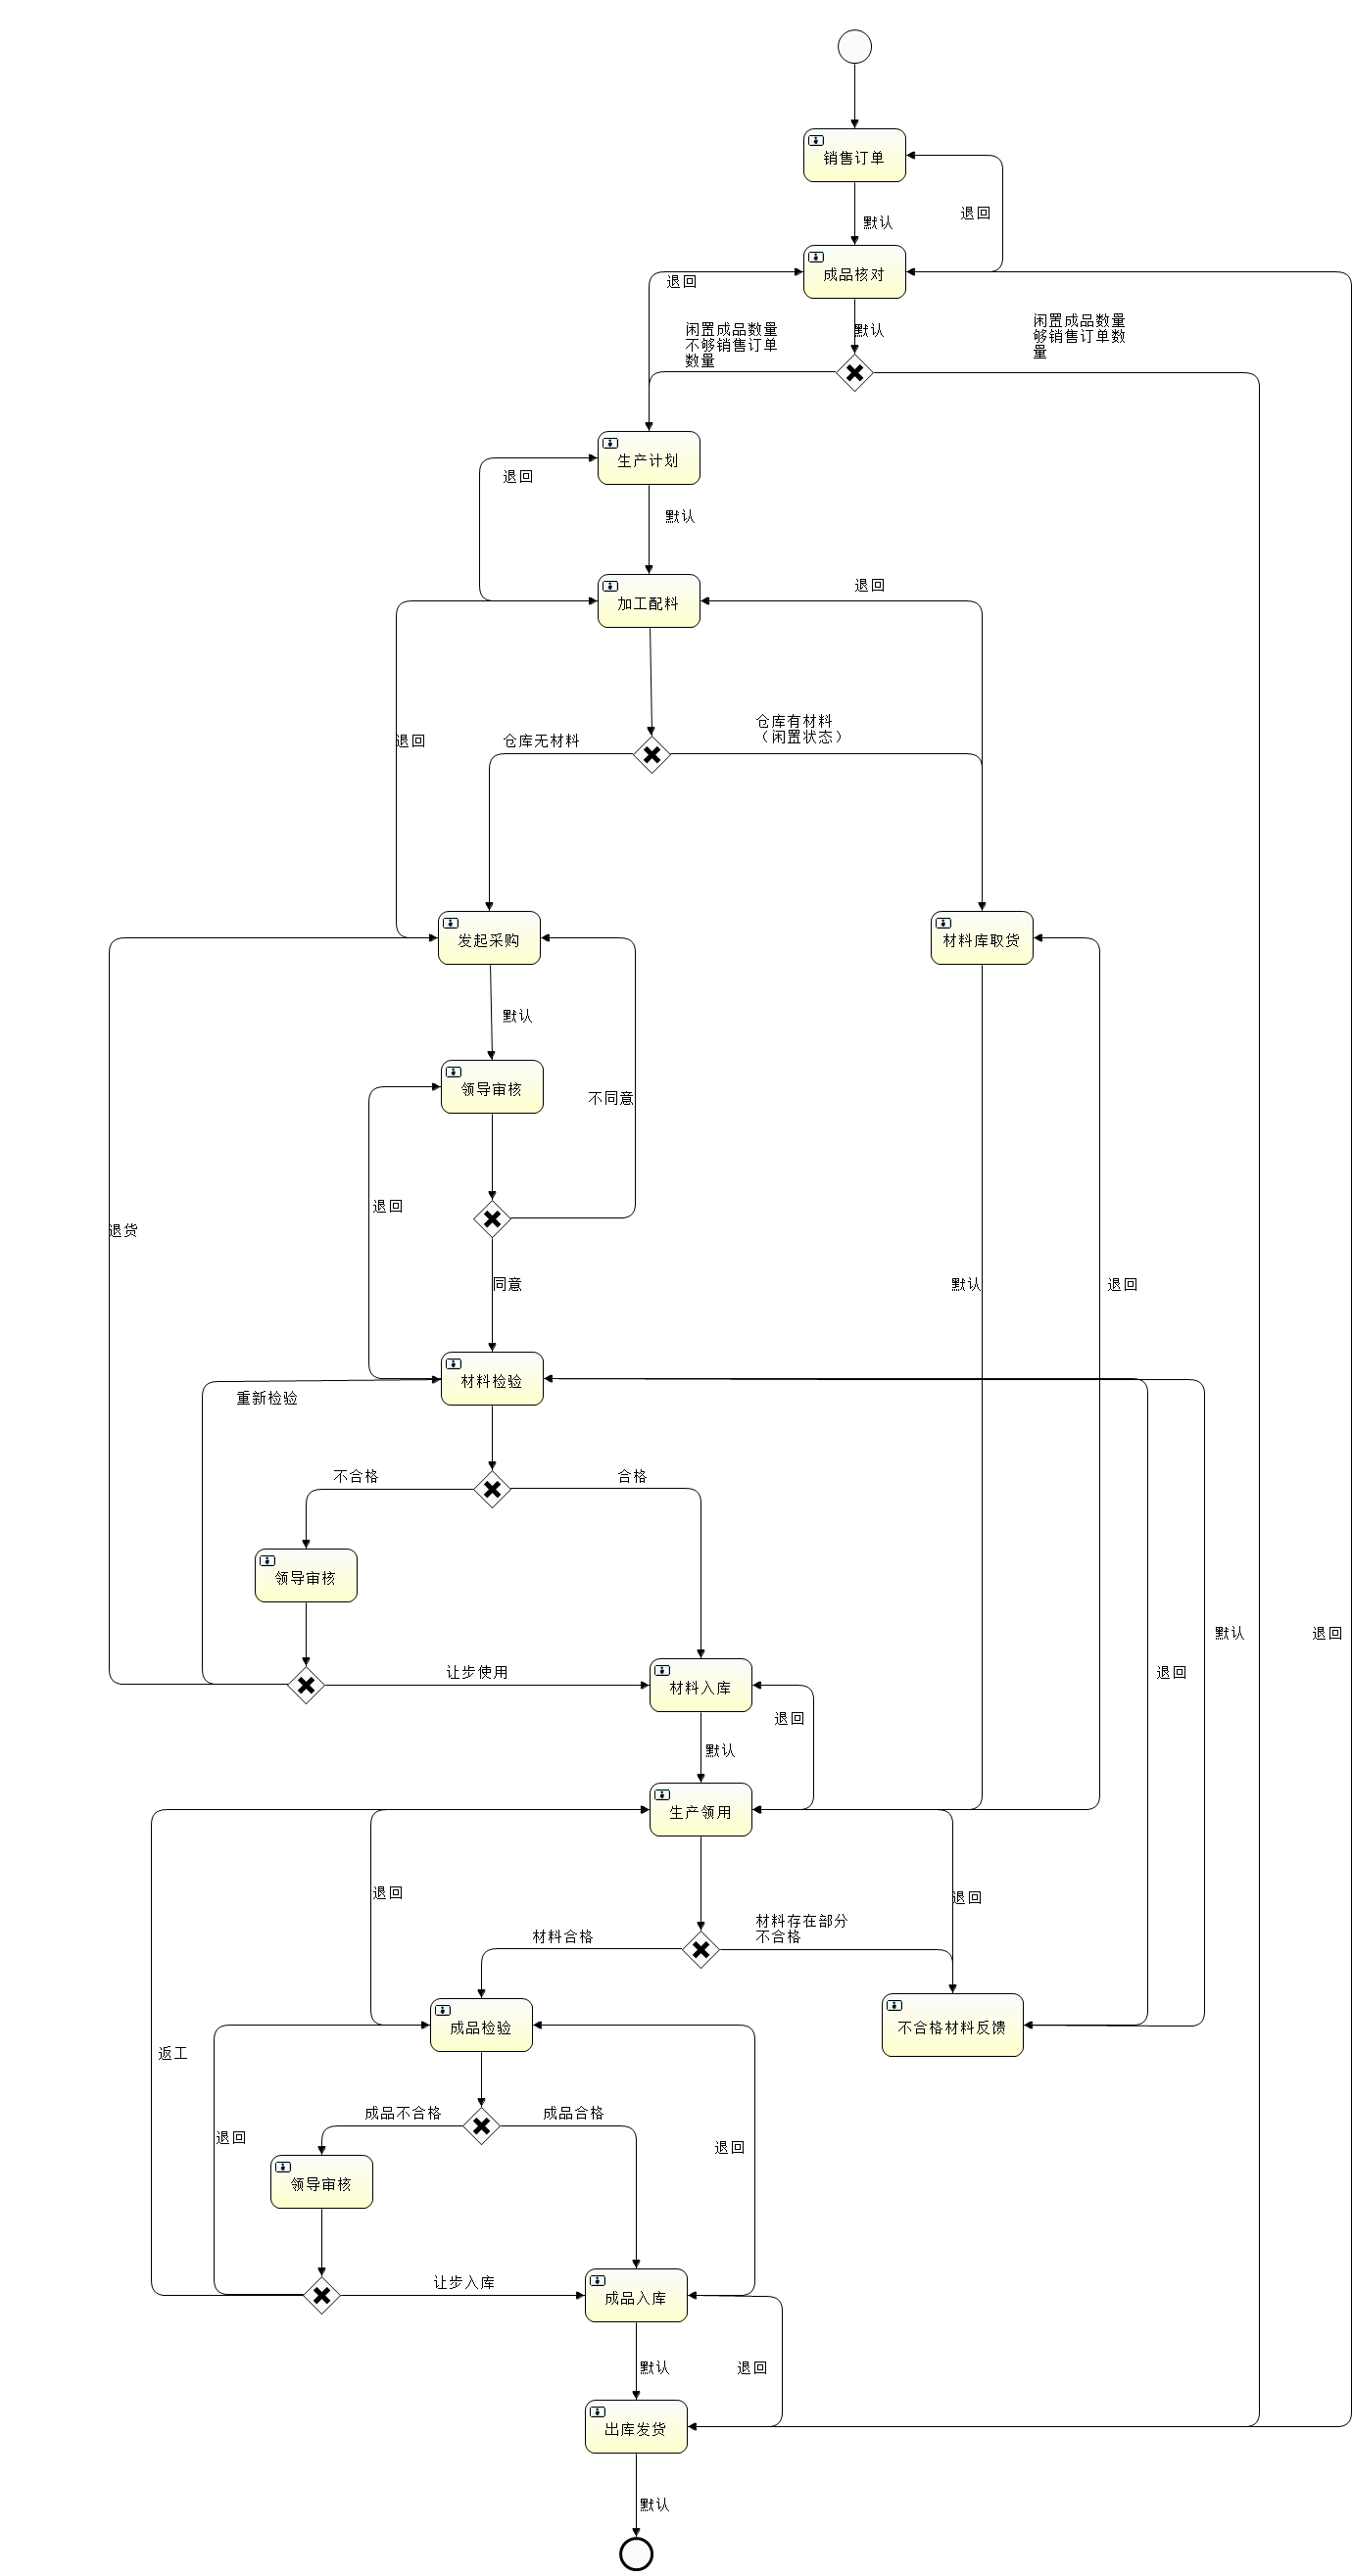 销售订单
退回
默认
成品核对
退回
默认
闲置成品数量
不够销售订单
数量
闲置成品数量
够销售订单数
量
生产计划
退回
默认
加工配料
退回
退回
仓库无材料
仓库有材料
（闲置状态）
发起采购
材料库取货
默认
领导审核
不同意
退回
退货
同意
默认
退回
材料检验
重新检验
不合格
合格
领导审核
默认
退回
退回
让步使用
材料入库
退回
默认
生产领用
退回
退回
材料合格
材料存在部分
不合格
成品检验
不合格材料反馈
返工
成品不合格
成品合格
退回
退回
领导审核
让步入库
成品入库
默认
退回
出库发货
默认